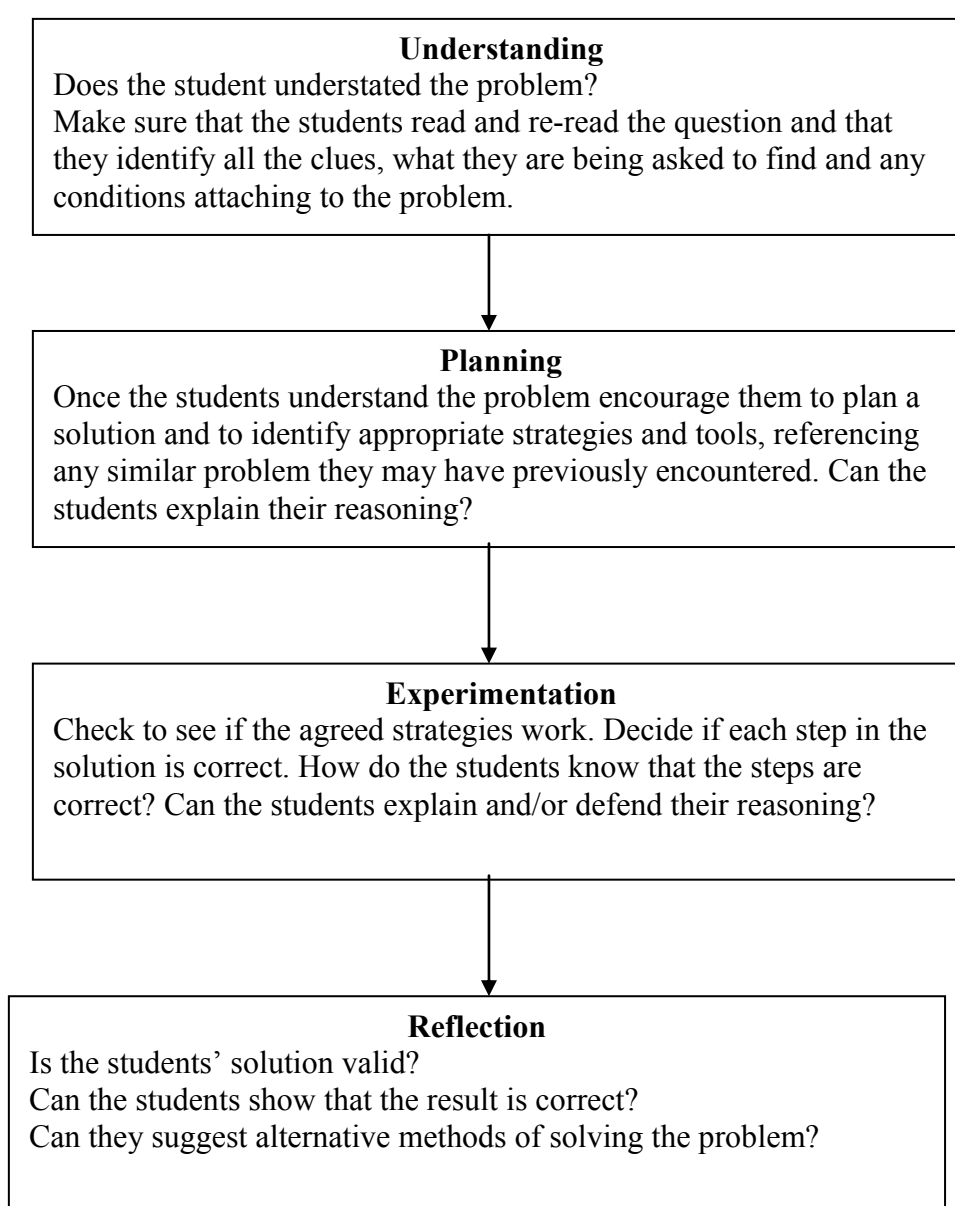 Understanding
Does the student understated the problem?
Make sure that the students read and re-read the question and that
they identify all the clues, what they are being asked to find and any
conditions attaching to the problem.
Planning
Once the students understand the problem encourage them to plan a
solution and to identify appropriate strategies and tools, referencing
any similar problem they may have previously encountered. Can the
students explain their reasoning?
Experimentation
Check to see if the agreed strategies work. Decide if each step in the
solution is correct. How do the students know that the steps are
correct? Can the students explain and/or defend their reasoning?
Reflection
Is the students’ solution valid?
Can the students show that the result is correct?
Can they suggest alternative methods of solving the problem?